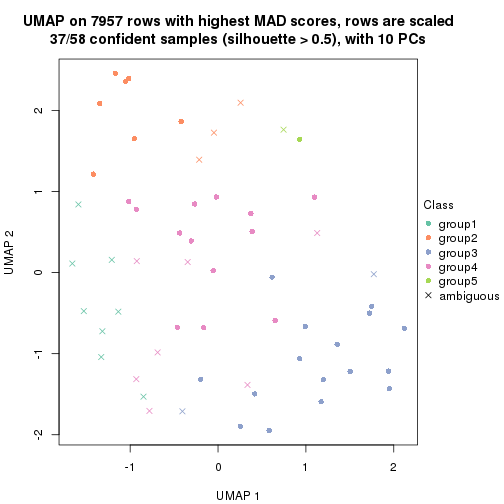 UMAP on 7957 rows with highest MAD scores, rows are scaled
37/58 confident samples (silhouette > 0.5), with 10 PCs
UMAP 2
2
1
0
-1
-2
-1
0
1
2
UMAP 1
Class
group1
group2
group3
group4
group5
ambiguous